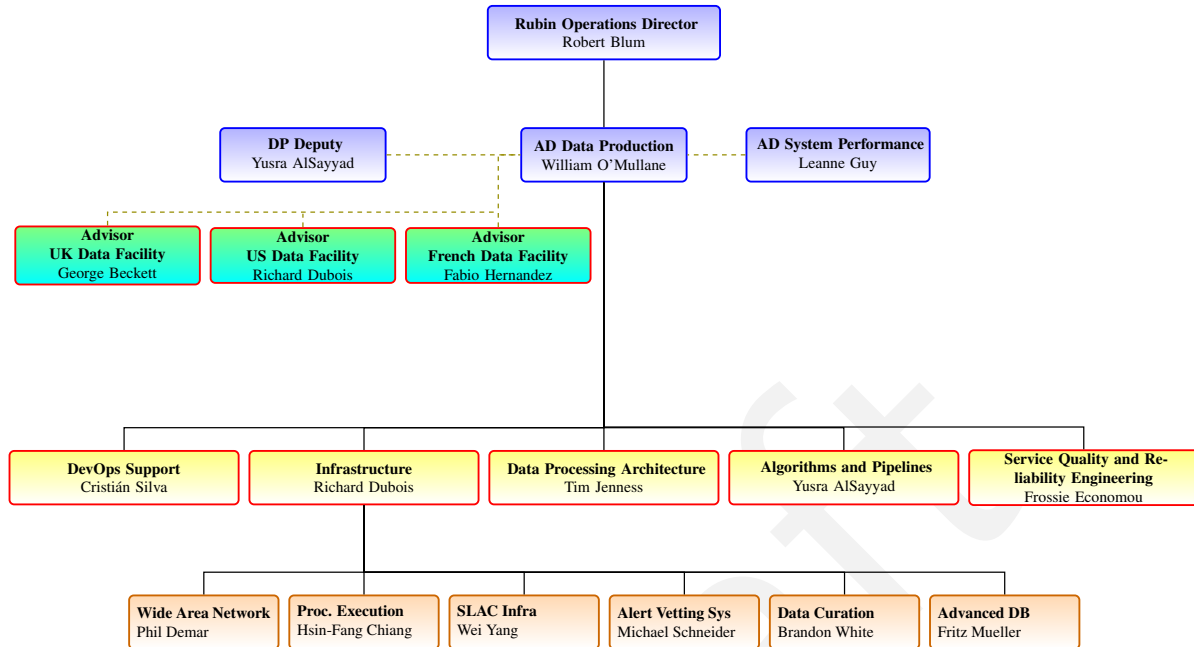 Rubin Operations Director
Robert Blum
DP Deputy
Yusra AlSayyad
AD Data Production
William O'Mullane
AD System Performance
Leanne Guy
Advisor
UK Data Facility
George Beckett
Advisor
US Data Facility
Richard Dubois
Advisor
French Data Facility
Fabio Hernandez
DevOps Support
Cristián Silva
Infrastructure
Richard Dubois
Data Processing Architecture
Tim Jenness
Algorithms and Pipelines
Yusra AlSayyad
Service Quality and Re-
liability Engineering
Frossie Economou
Wide Area Network
Phil Demar
Proc. Execution
Hsin-Fang Chiang
SLAC Infra
Wei Yang
Alert Vetting Sys
Michael Schneider
Data Curation
Brandon White
Advanced DB
Fritz Mueller